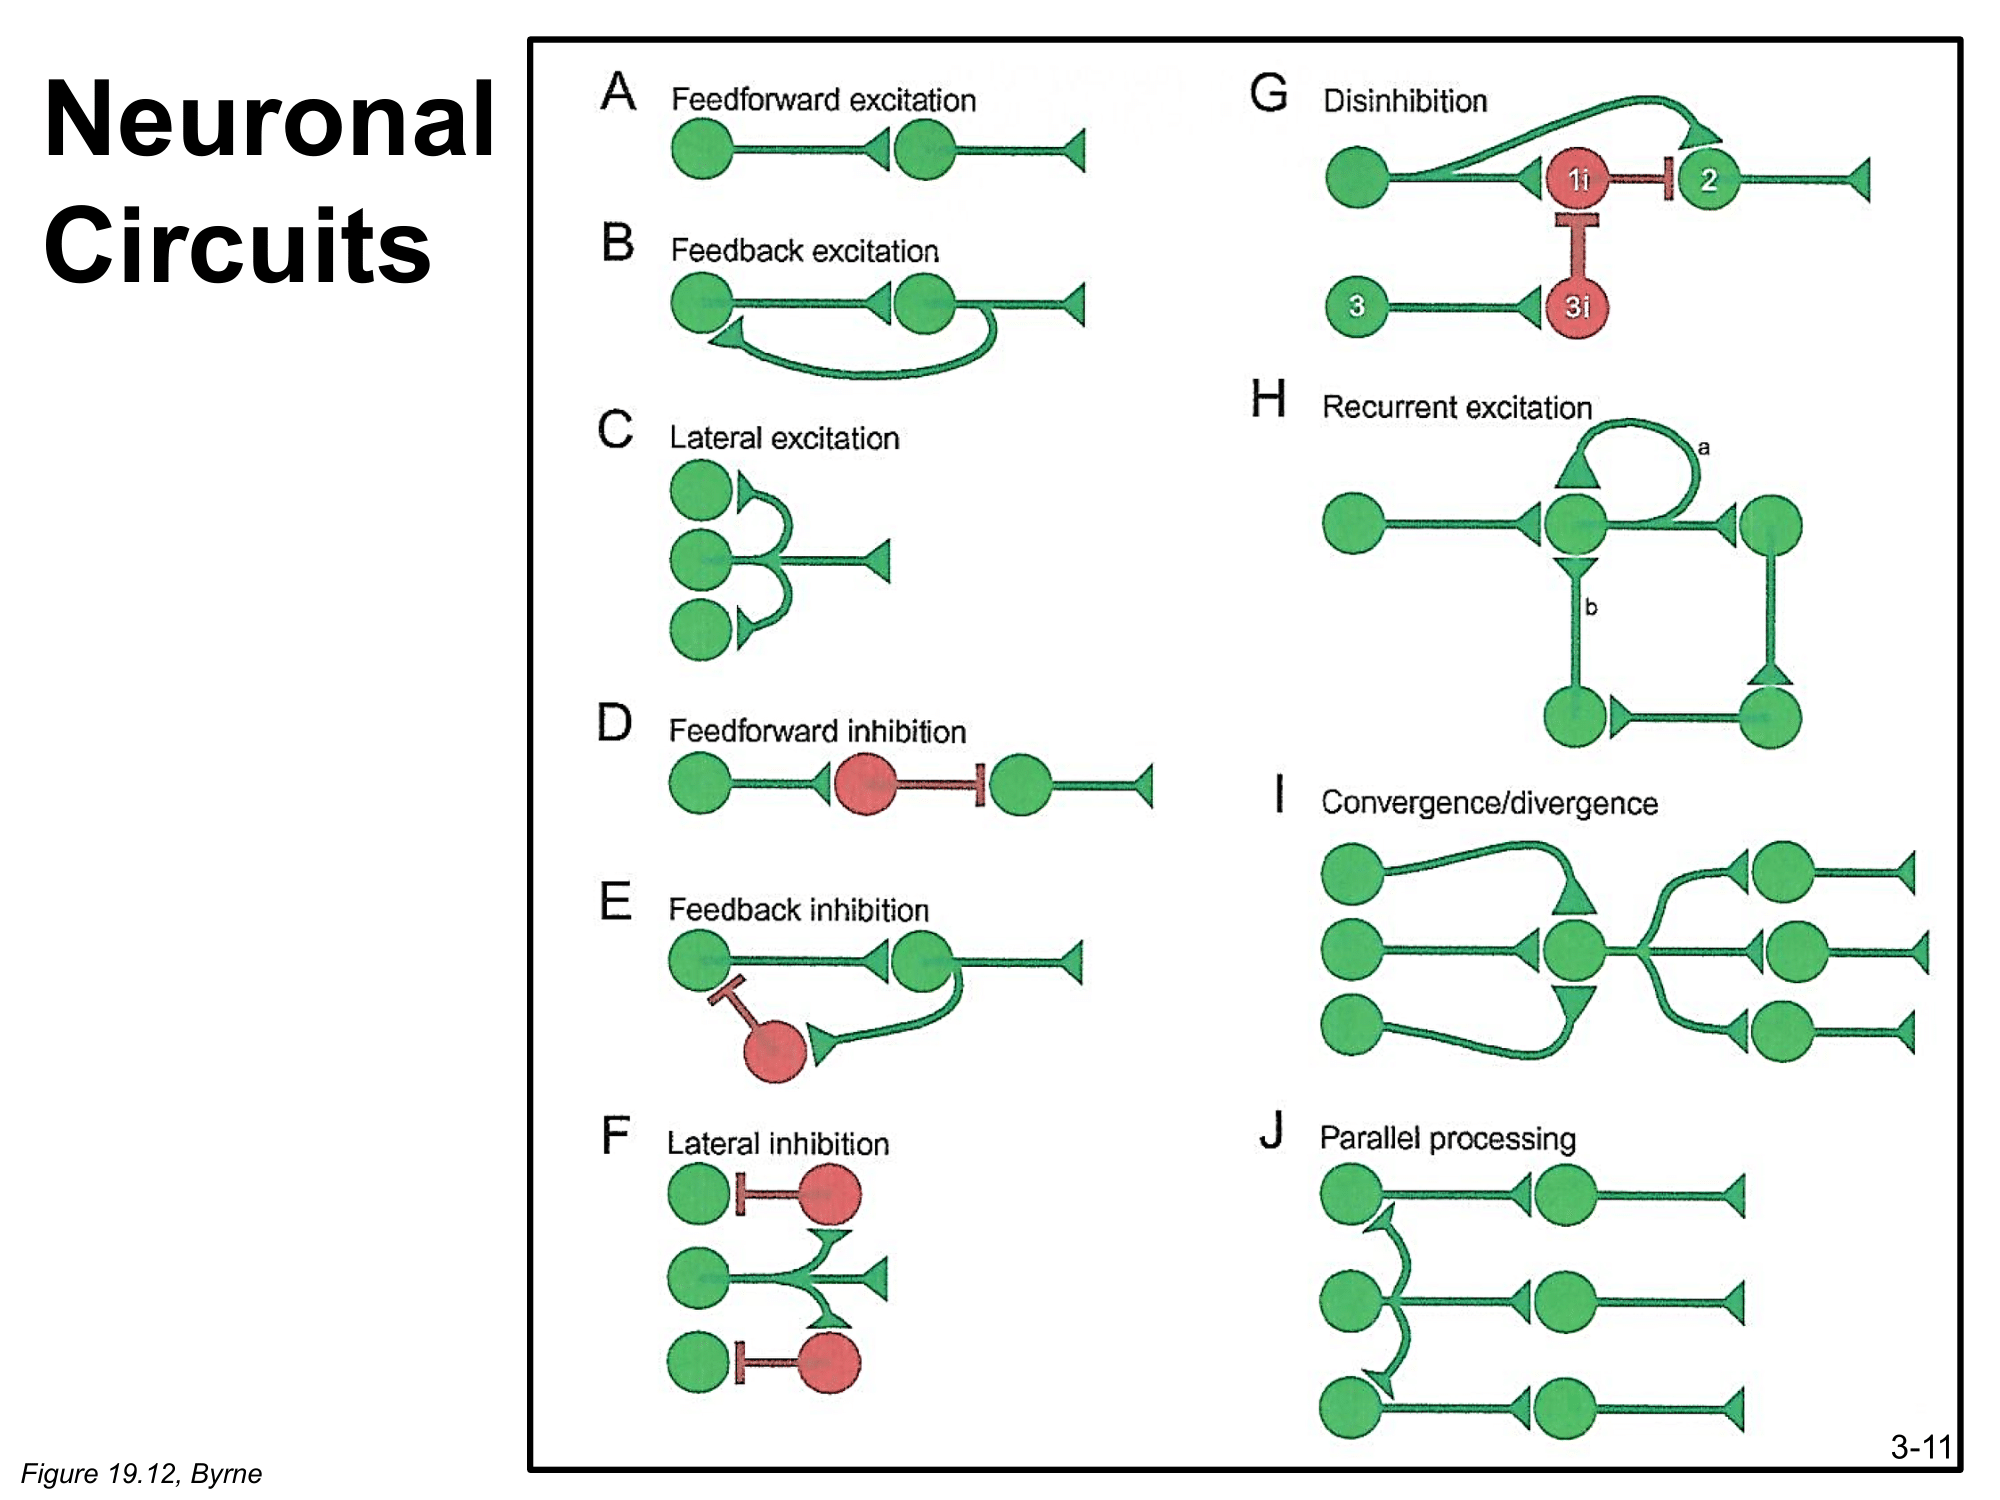 Neuronal
Circuits
A Feedforward excitation
B Feedback excitation
C Lateral excitation
D Feedforward inhibition
E Feedback inhibition
F Lateral inhibition
G Disinhibition
1i 2
3 3i
H Recurrent excitation
a
b
I Convergence/divergence
J Parallel processing
3-11
Figure 19.12, Byrne